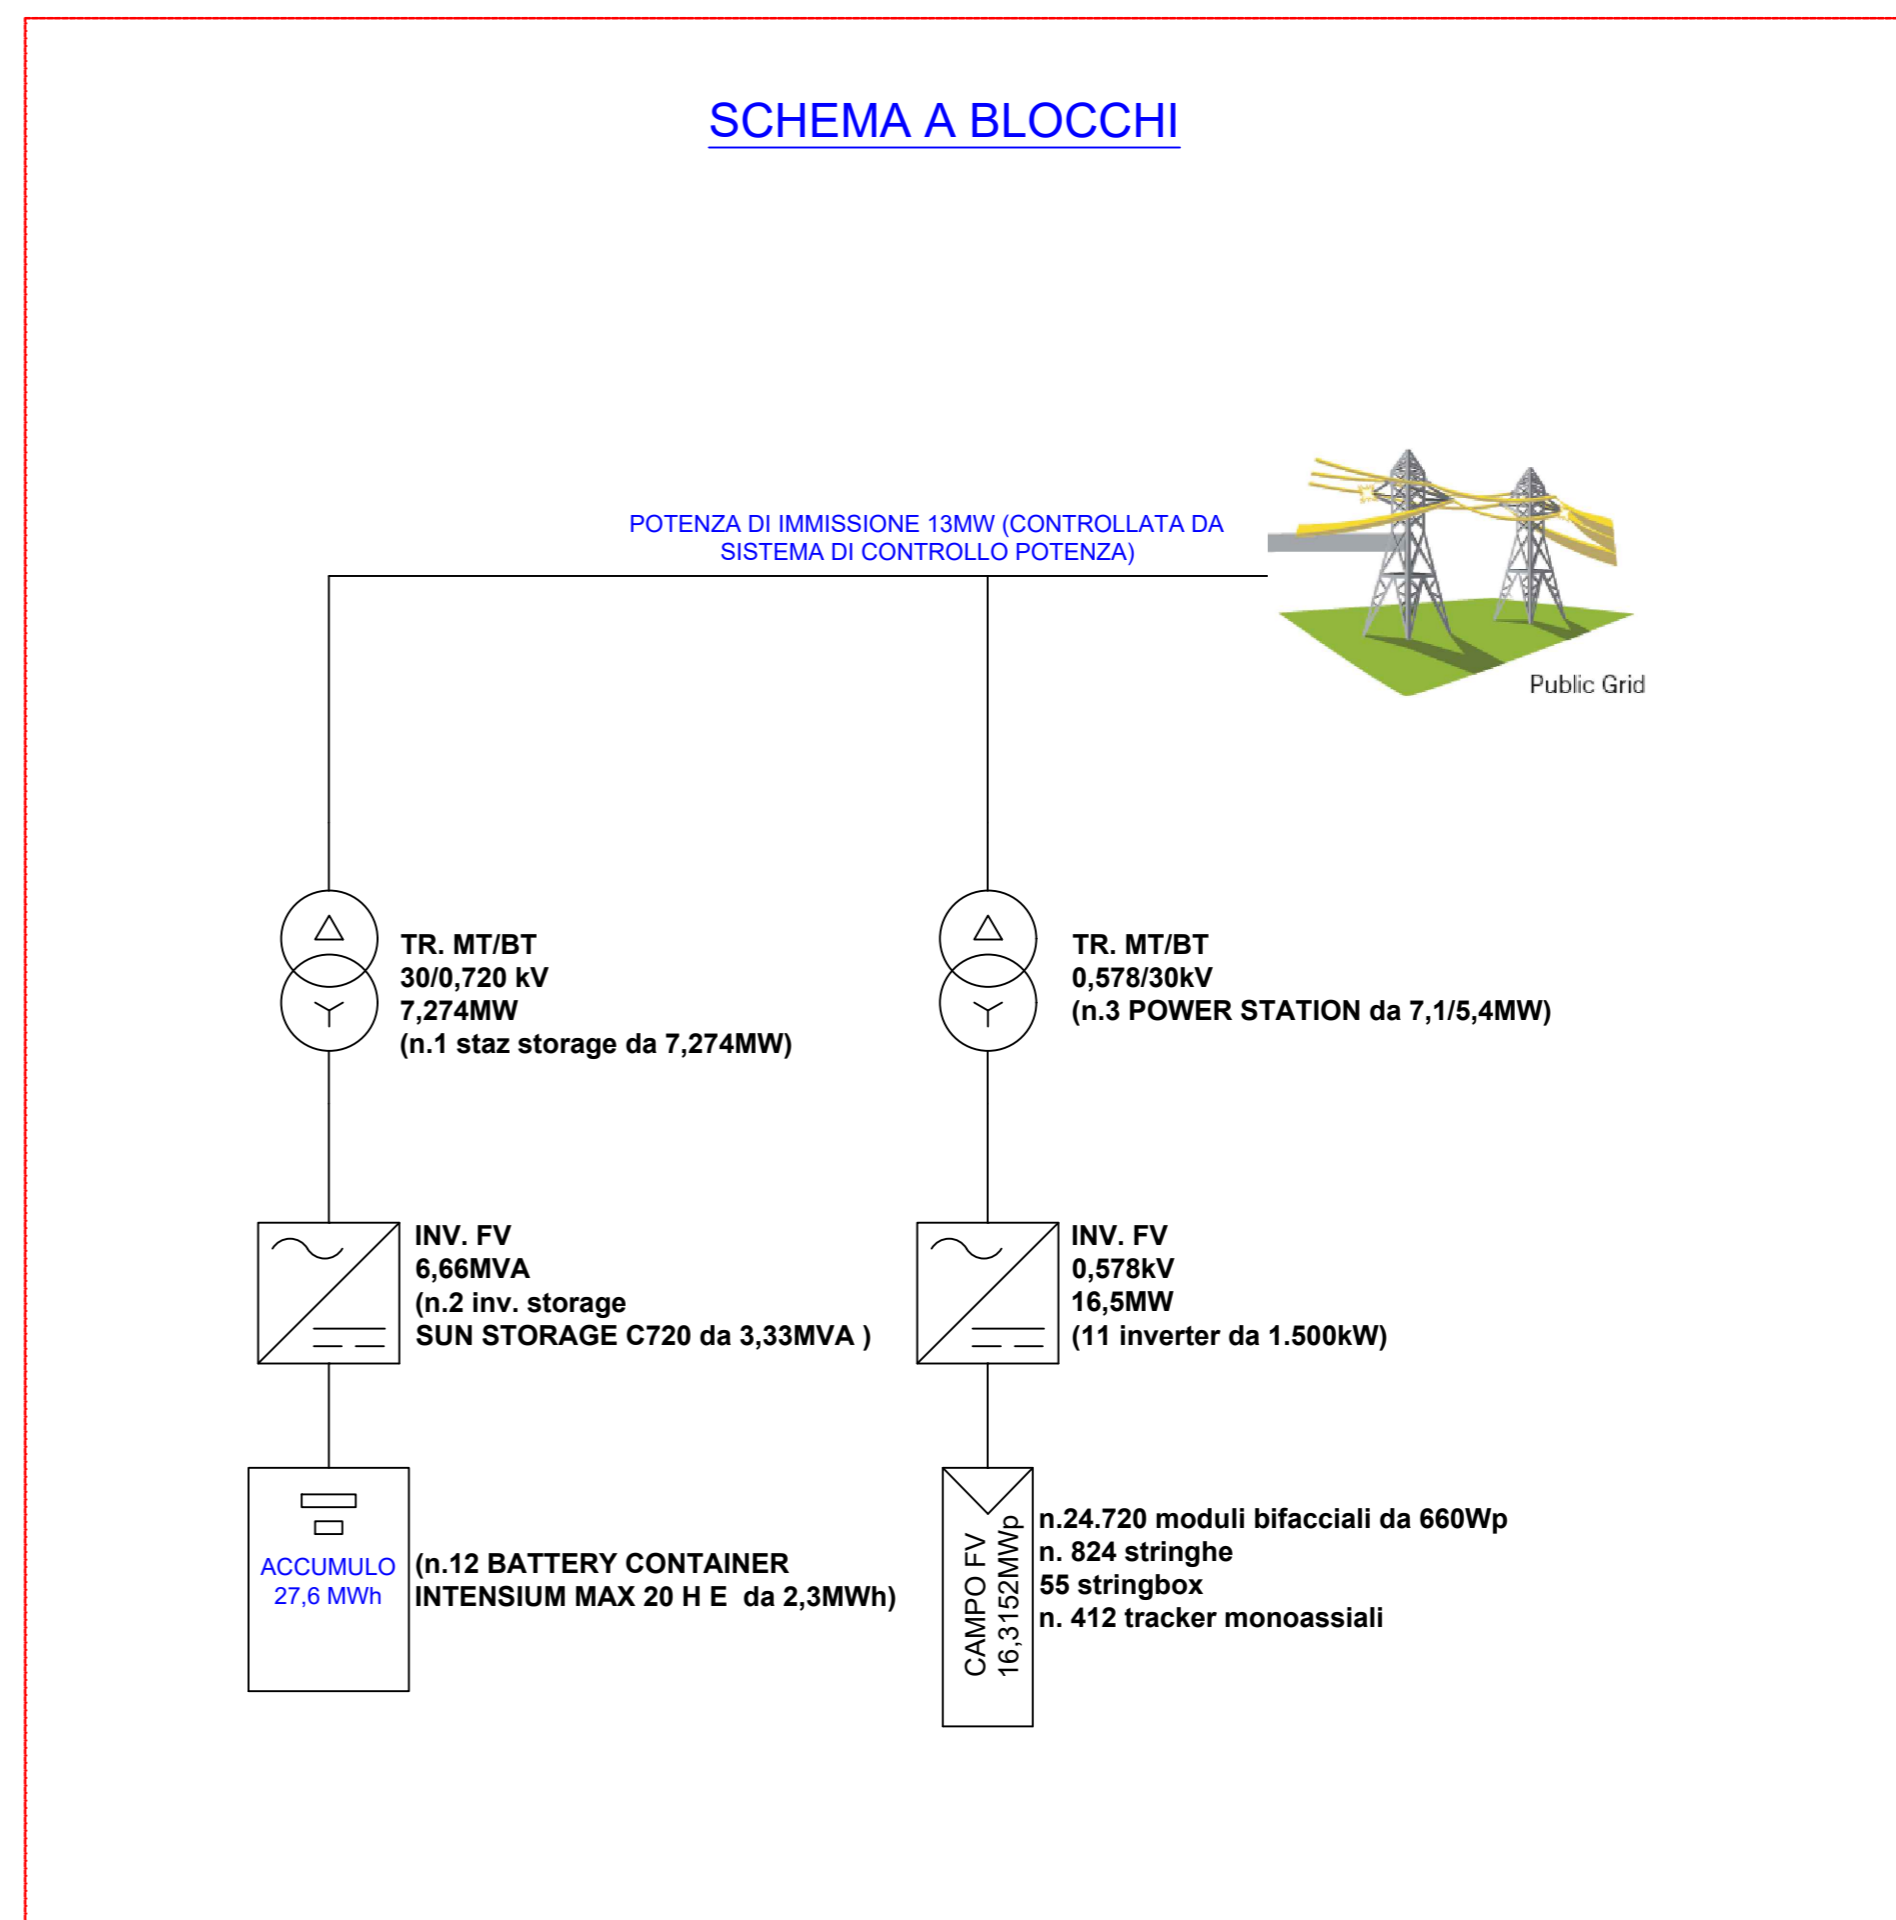 SCHEMA A BLOCCHI
POTENZA DI IMMISSIONE 13MW (CONTROLLATA DA
SISTEMA DI CONTROLLO POTENZA)
Public Grid
TR. MT/BT
30/0,720 kV
7,274MW
(n.1 staz storage da 7,274MW)
TR. MT/BT
0,578/30kV
(n.3 POWER STATION da 7,1/5,4MW)
INV. FV
6,66MVA
(n.2 inv. storage
SUN STORAGE C720 da 3,33MVA )
INV. FV
0,578kV
16,5MW
(11 inverter da 1.500kW)
ACCUMULO
27,6 MWh
(n.12 BATTERY CONTAINER
INTENSIUM MAX 20 H E  da 2,3MWh)
CAMPO FV
16,3152MWp
n.24.720 moduli bifacciali da 660Wp
n. 824 stringhe
55 stringbox
n. 412 tracker monoassiali